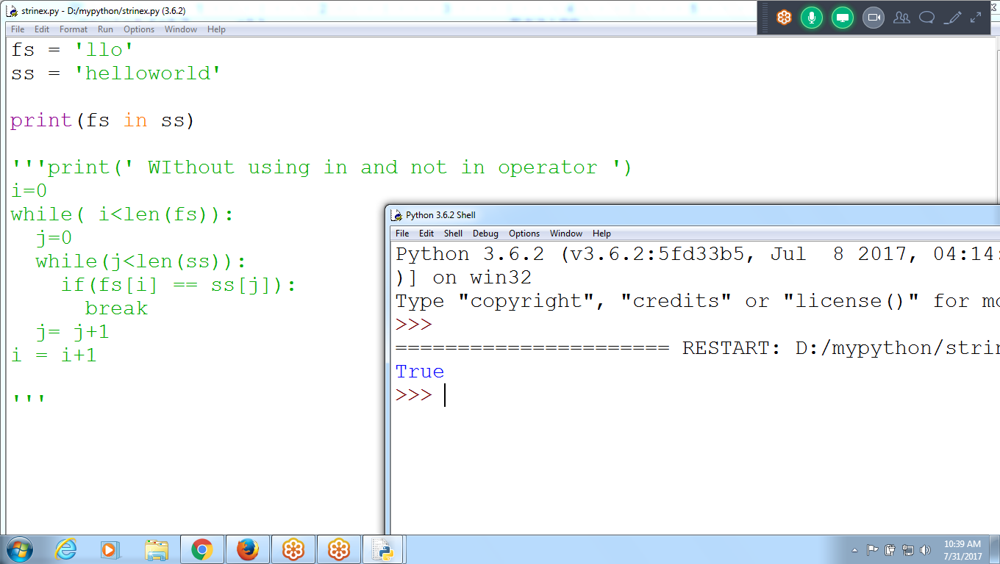 strinex.py - D:/mypython/strinex.py (3.6.2)
File Edit Format Run Options Window Help
fs = 'llo'
ss = 'helloworld'
print(fs in ss)
'''print(' WIthout using in and not in operator ')
i=0
while( i<len(fs)):
  j=0
  while(j<len(ss)):
    if(fs[i] == ss[j]):
      break
  j= j+1
i = i+1
'''
Python 3.6.2 Shell
File Edit Shell Debug Options Window Help
Python 3.6.2 (v3.6.2:5fd33b5, Jul  8 2017, 04:14:
)] on win32
Type "copyright", "credits" or "license()" for mo
>>>
====================== RESTART: D:/mypython/strin
True
>>>
10:39 AM
7/31/2017